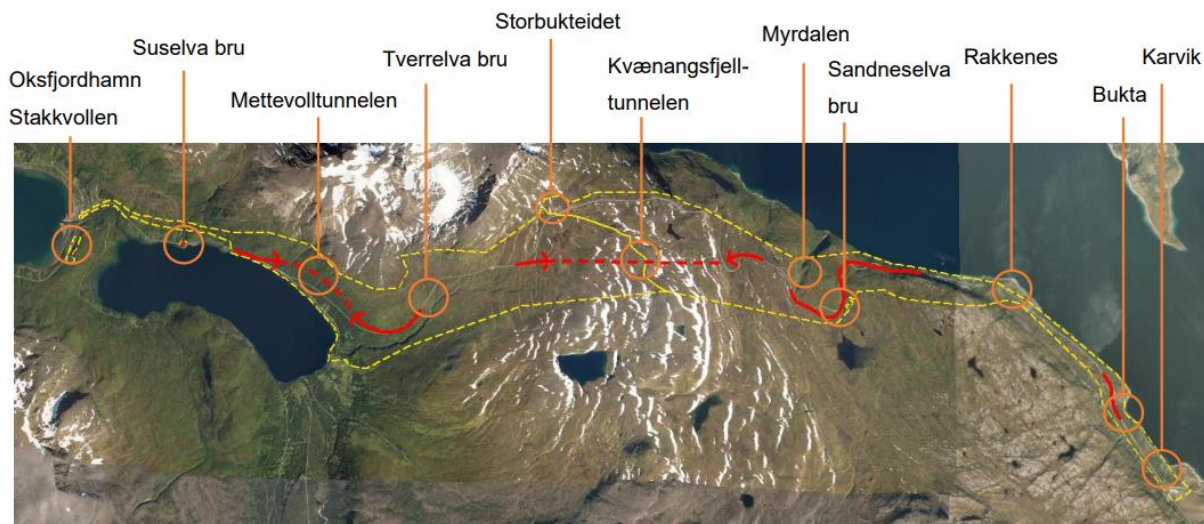 Oksfjordhamn
Stakkvollen
Suselva bru
Mettevolltunnelen
Tverrelva bru
Storbukteidet
Kvænangsfjell-
tunnelen
Myrdalen
Sandneselva
bru
Rakkenes
Bukta
Karvik